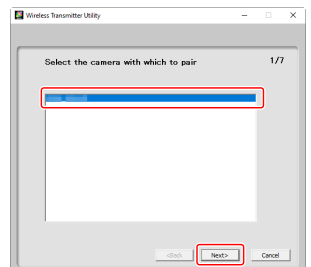 Wireless Transmitter Utility
Select the camera with which to pair 1/7
<Back Next> Cancel